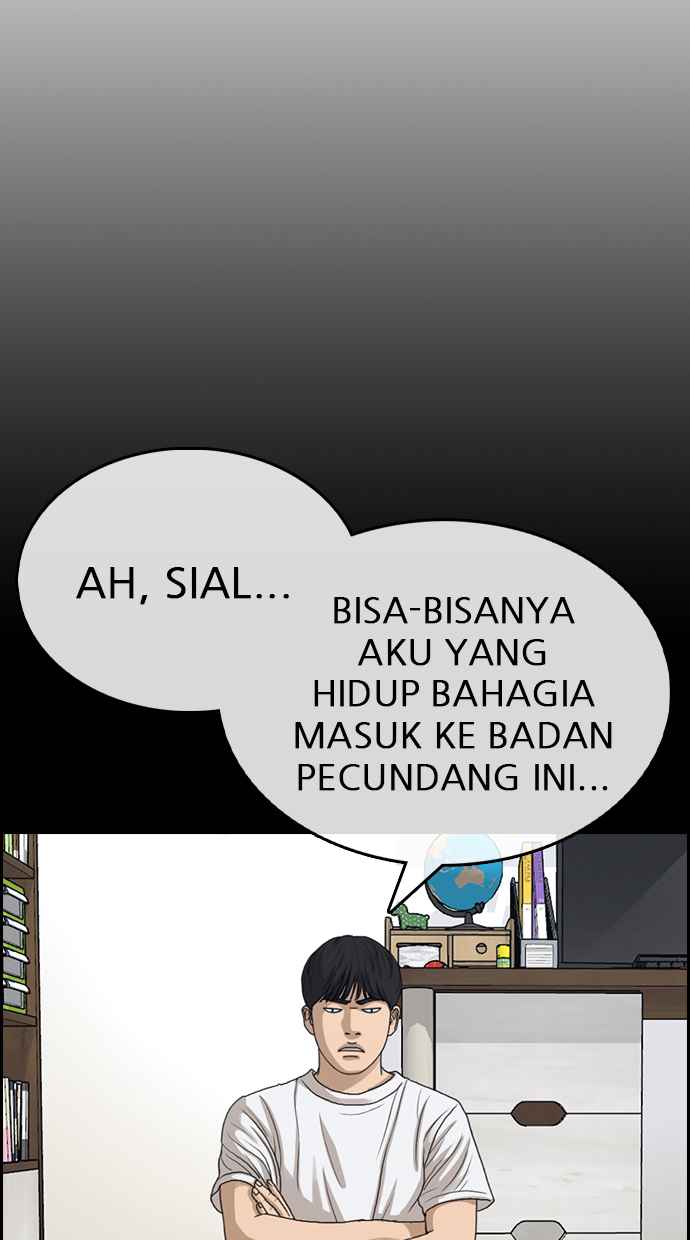 AH, SIAL...
BISA-BISANYA
AKU YANG
HIDUP BAHAGIA
MASUK KE BADAN
PECUNDANG INI...